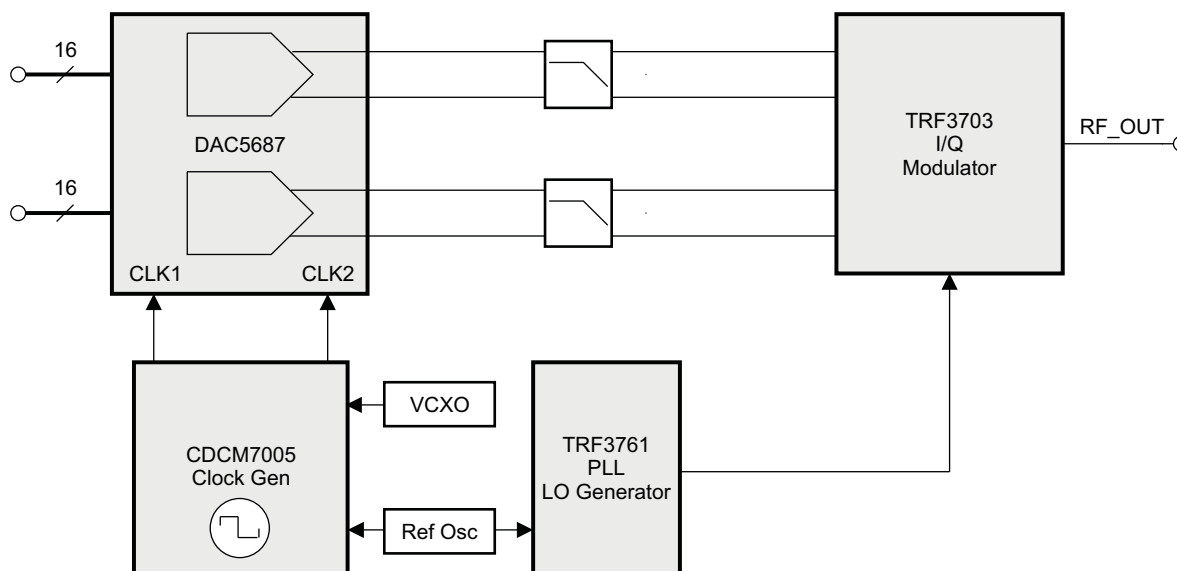 16
DAC5687
16
CLK1
CLK2
TRF3703
I/Q
Modulator
RF_OUT
CDCM7005
Clock Gen
VCXO
Ref Osc
TRF3761
PLL
LO Generator